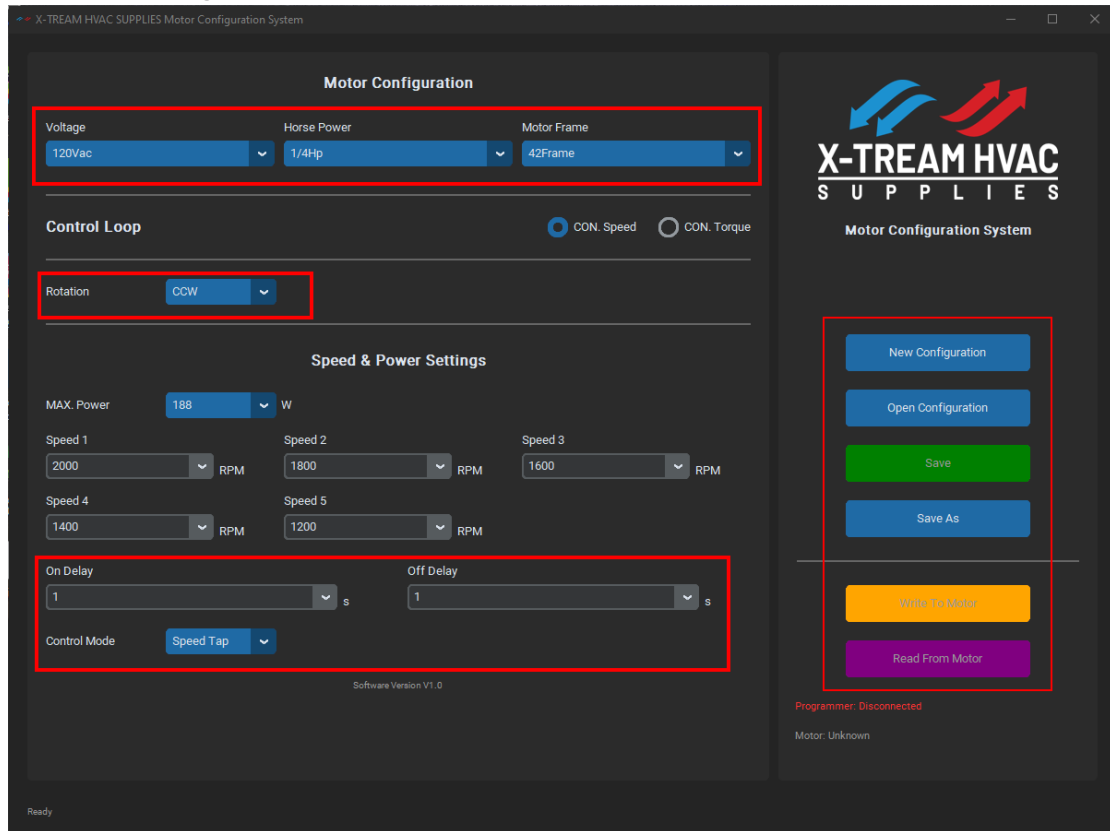 X-TREAM HVAC SUPPLIES Motor Configuration System
Motor Configuration
Voltage Horse Power Motor Frame
120Vac 1/4Hp 42Frame
Control Loop CON. Speed CON. Torque
Rotation CCW
Speed & Power Settings
MAX. Power 188 W
Speed 1 Speed 2 Speed 3
2000 RPM 1800 RPM 1600 RPM
Speed 4 Speed 5
1400 RPM 1200 RPM
On Delay Off Delay
1 s 1 s
Control Mode Speed Tap
Software Version V1.0
X-TREAM HVAC
SUPPLIES
Motor Configuration System
New Configuration
Open Configuration
Save
Save As
Write To Motor
Read From Motor
Programmer: Disconnected
Motor: Unknown
Ready